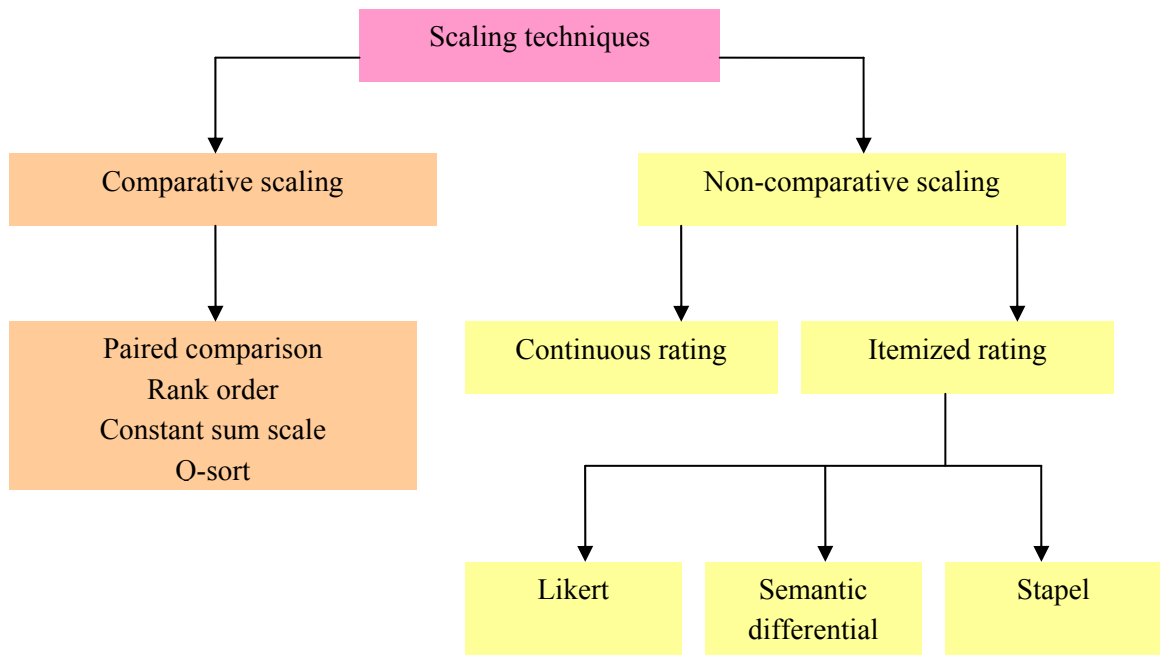 Scaling techniques
Comparative scaling
Non-comparative scaling
Paired comparison
Rank order
Constant sum scale
Q-sort
Continuous rating
Itemized rating
Likert
Semantic
differential
Stapel